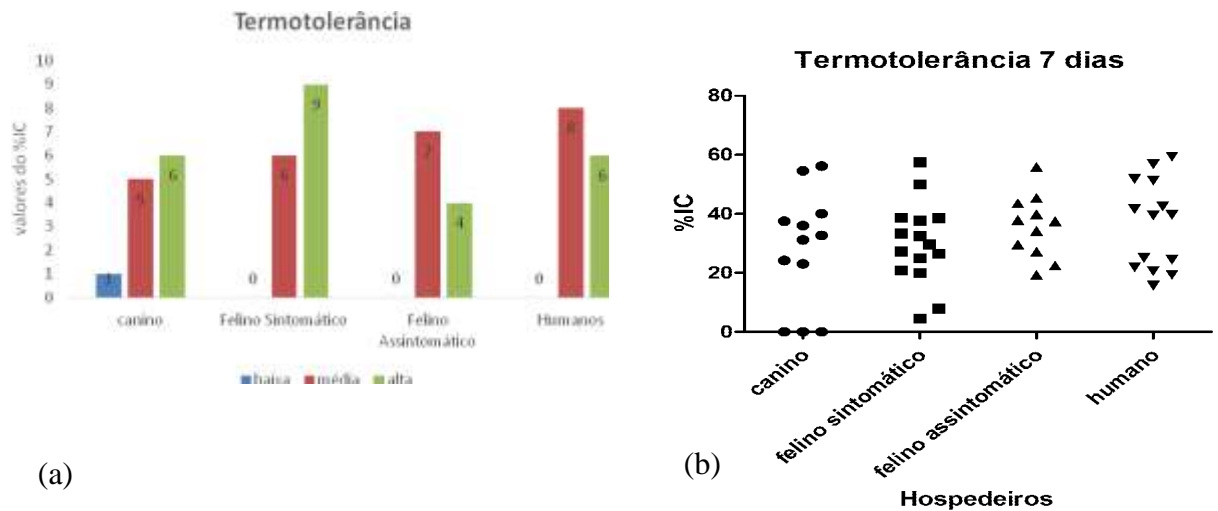 Termotolerância
valores do %IC
10
9
8
7
6
5
4
3
2
1
0
1
5
6
0
6
9
0
7
4
0
8
6
canino
Felino Sintomático
Felino
Assintomático
Humanos
baixa média alta
(a)
Termotolerância 7 dias
%IC
80
60
40
20
0
canino
felino sintomático
felino assintomático
humano
Hospedeiros
(b)